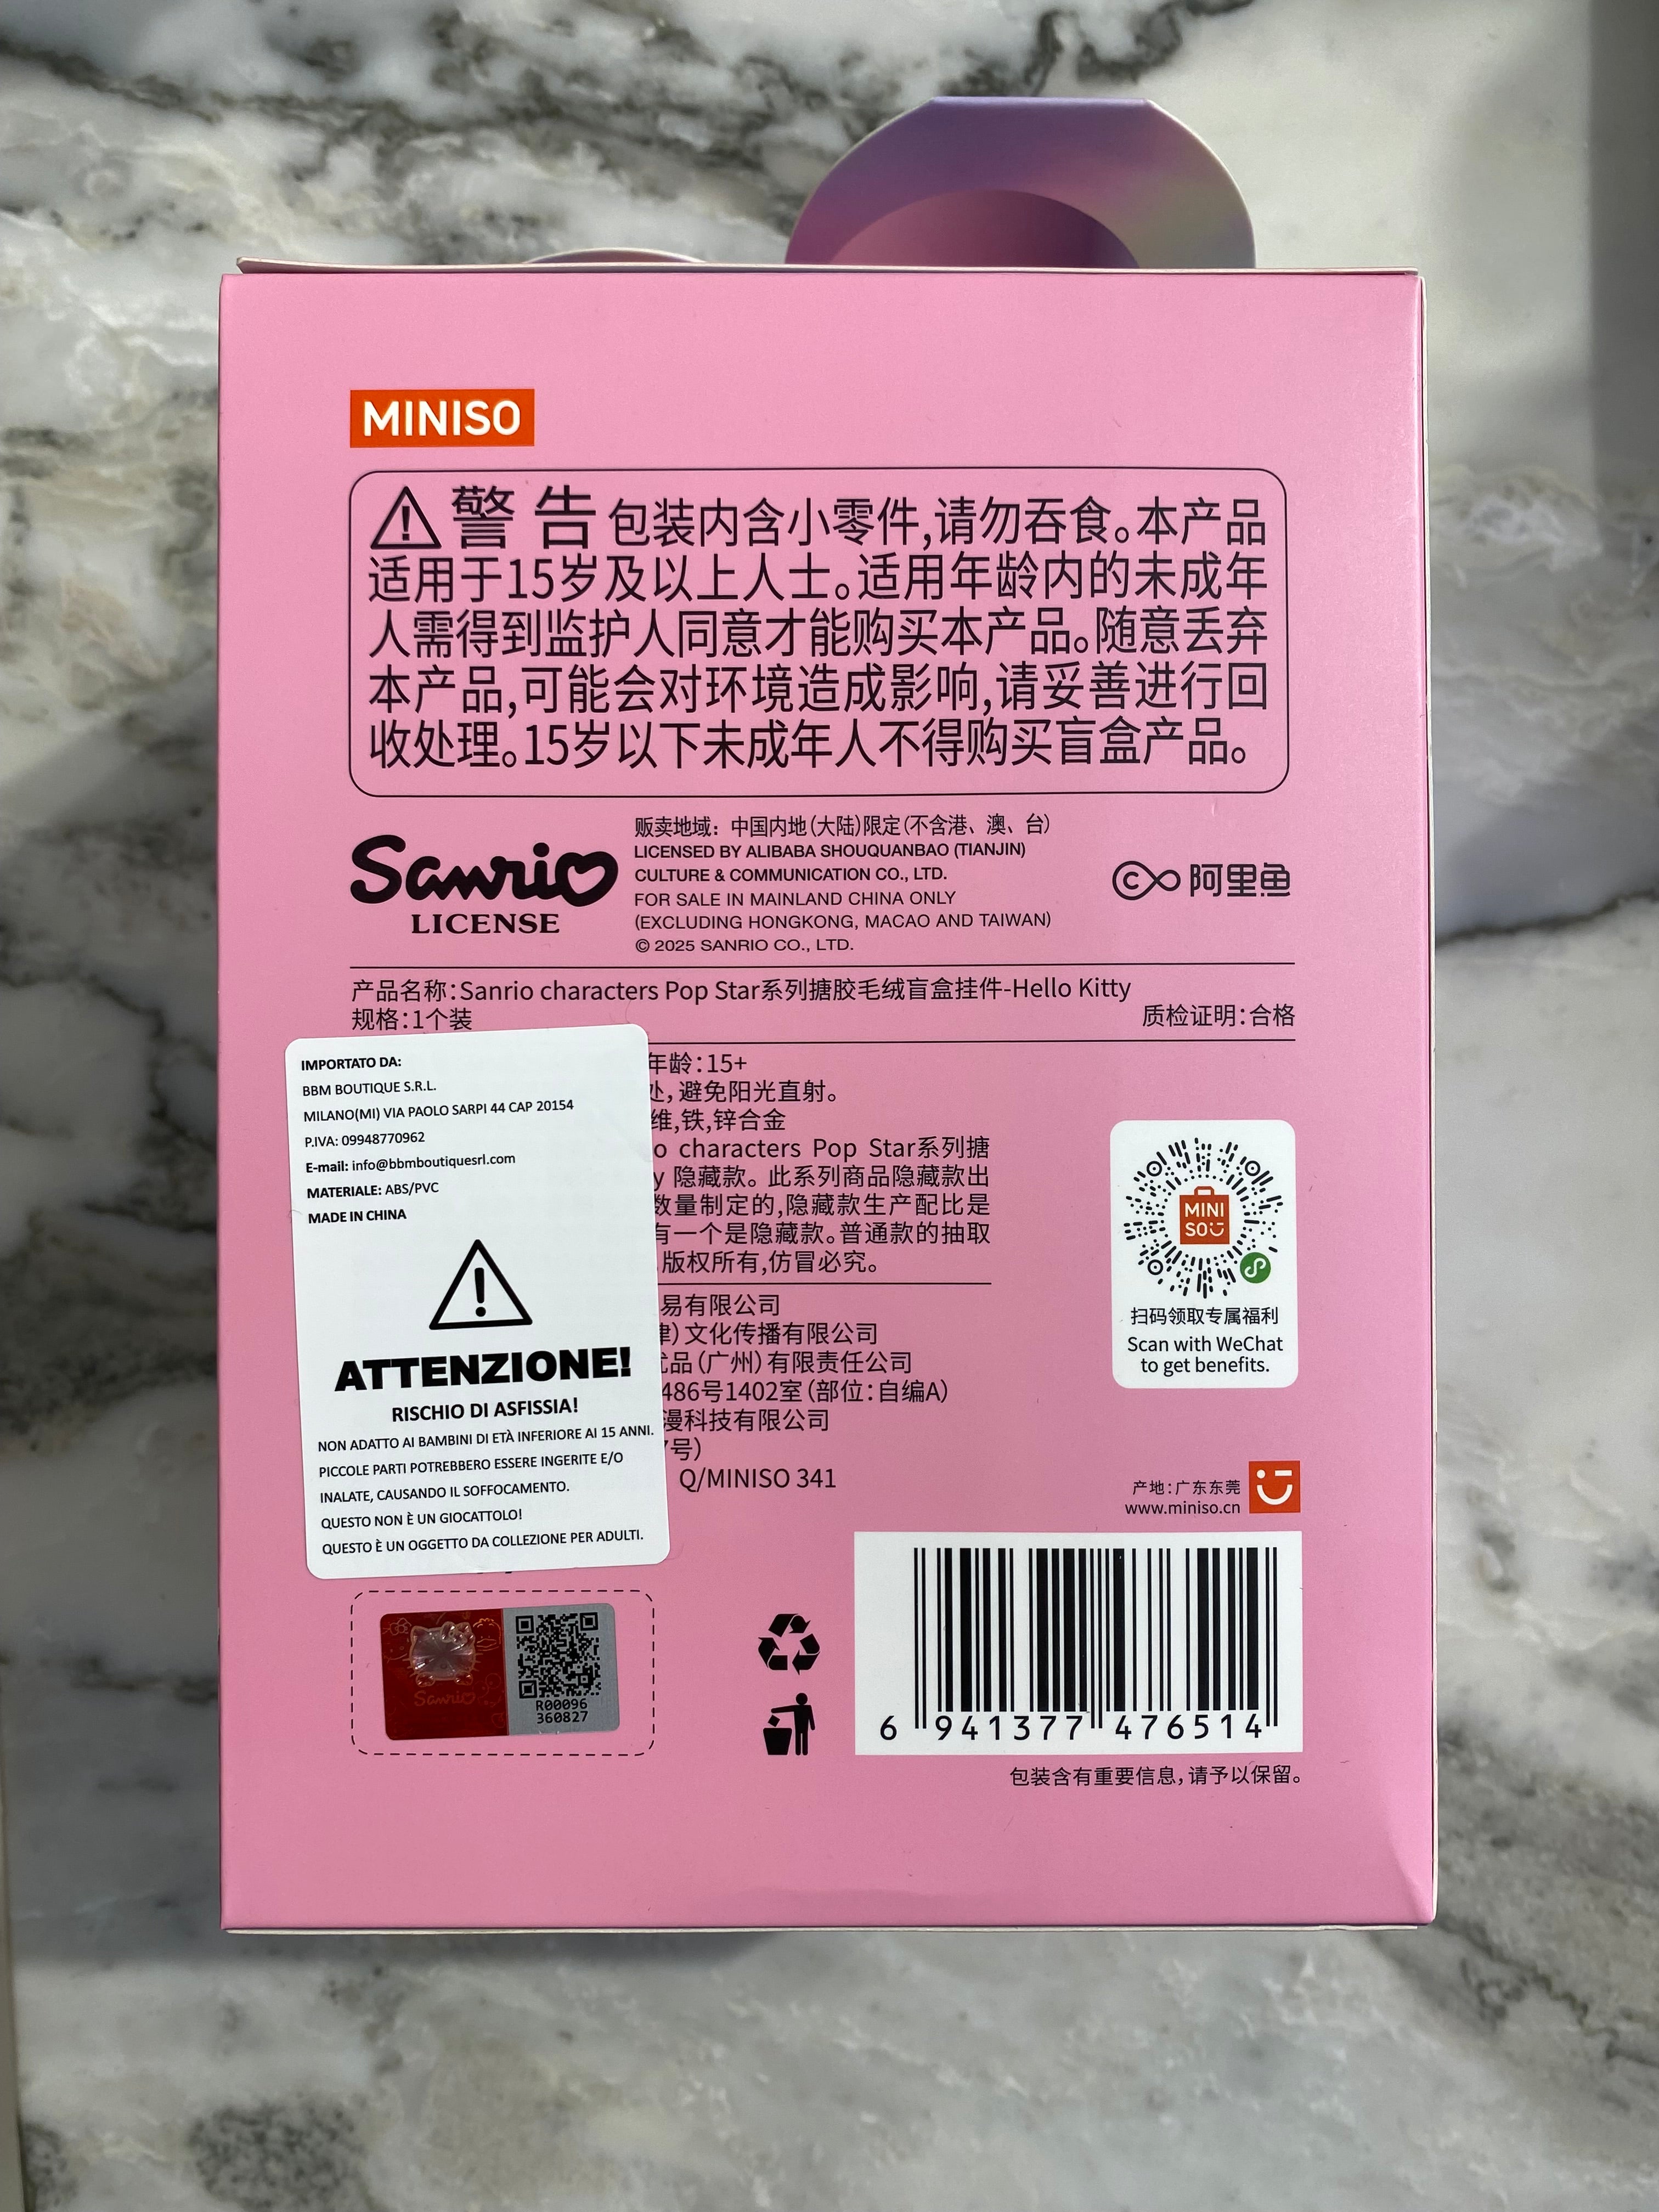 MINISO
警告 包装内含小零件,请勿吞食。本产品
适用于15岁及以上人士。适用年龄内的未成年
人需得到监护人同意才能购买本产品。随意丢弃
本产品,可能会对环境造成影响,请妥善进行回
收处理。15岁以下未成年人不得购买盲盒产品。
Sanrio
LICENSE
贩卖地域：中国内地(大陆)限定(不含港、澳、台)
LICENSED BY ALIBABA SHOUQUANBAO (TIANJIN)
CULTURE & COMMUNICATION CO., LTD.
FOR SALE IN MAINLAND CHINA ONLY
(EXCLUDING HONGKONG, MACAO AND TAIWAN)
© 2025 SANRIO CO., LTD.
阿里鱼
产品名称:Sanrio characters Pop Star系列搪胶毛绒盲盒挂件-Hello Kitty
规格:1个装
质检证明:合格
IMPORTATO DA:
BBM BOUTIQUE S.R.L.
MILANO(MI) VIA PAOLO SARPI 44 CAP 20154
P.IVA: 09948770962
E-mail: info@bbmboutiquesrl.com
MATERIALE: ABS/PVC
MADE IN CHINA
ATTENZIONE!
RISCHIO DI ASFISSIA!
NON ADATTO AI BAMBINI DI ETÀ INFERIORE AI 15 ANNI.
PICCOLE PARTI POTREBBERO ESSERE INGERITE E/O
INALATE, CAUSANDO IL SOFFOCAMENTO.
QUESTO NON È UN GIOCATTOLO!
QUESTO È UN OGGETTO DA COLLEZIONE PER ADULTI.
年龄:15+
处,避免阳光直射。
维,铁,锌合金
o characters Pop Star系列搪
y 隐藏款。此系列商品隐藏款出
数量制定的,隐藏款生产配比是
有一个是隐藏款。普通款的抽取
版权所有,仿冒必究。
易有限公司
津)文化传播有限公司
优品(广州)有限责任公司
486号1402室(部位:自编A)
漫科技有限公司
7号)
Q/MINISO 341
MINI
SO
扫码领取专属福利
Scan with WeChat
to get benefits.
产地:广东东莞
www.miniso.cn
Sanrio
R00096
360827
6 941377 476514
包装含有重要信息,请予以保留。